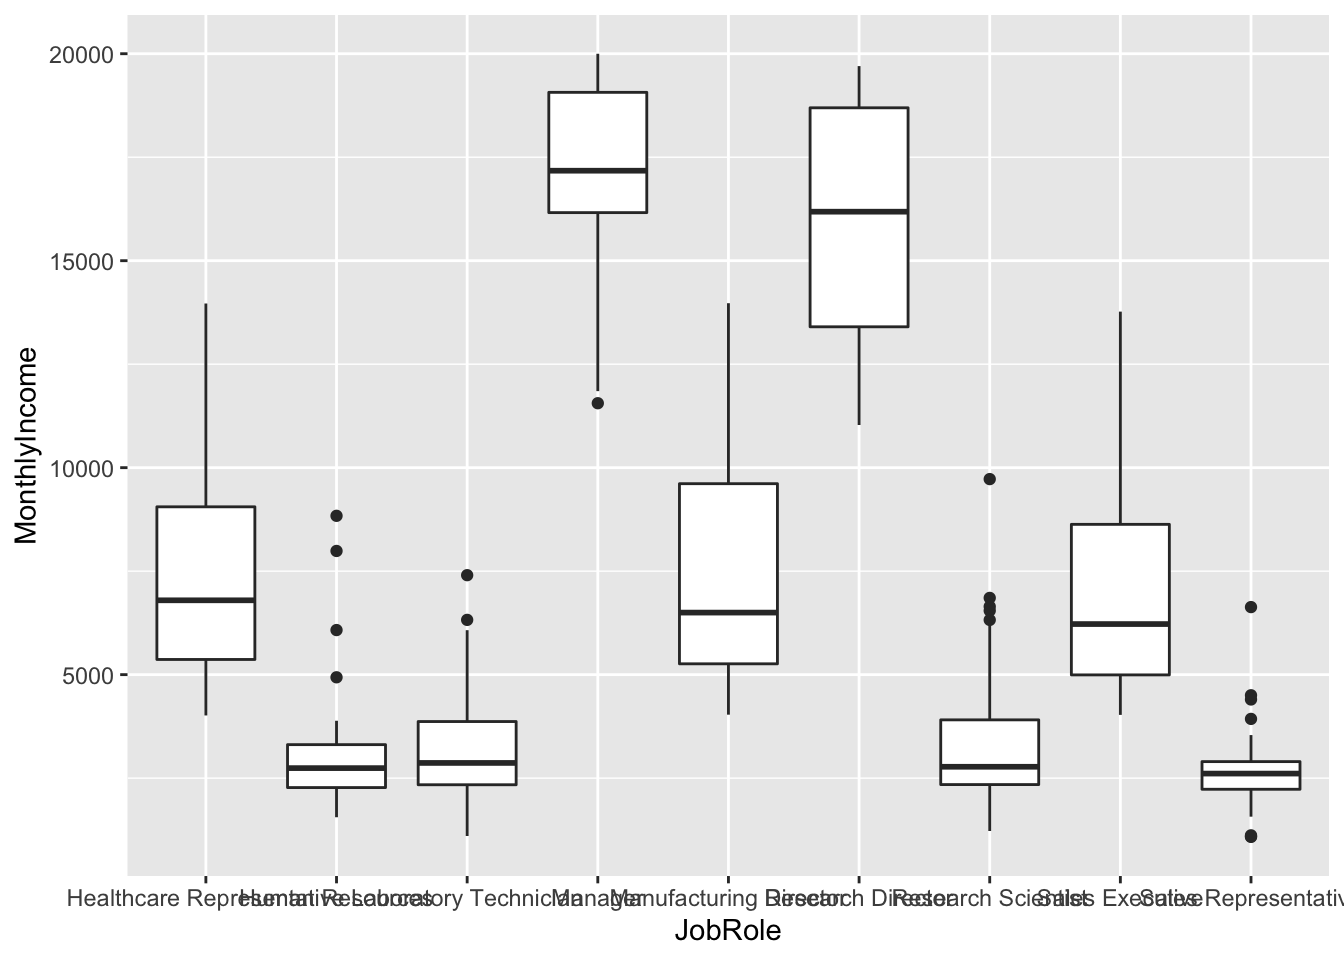 20000
15000
10000
5000
MonthlyIncome
Healthcare Representative Human Resources Laboratory Technician Manager Manufacturing Director Research Director Research Scientist Sales Executive Sales Representative
JobRole